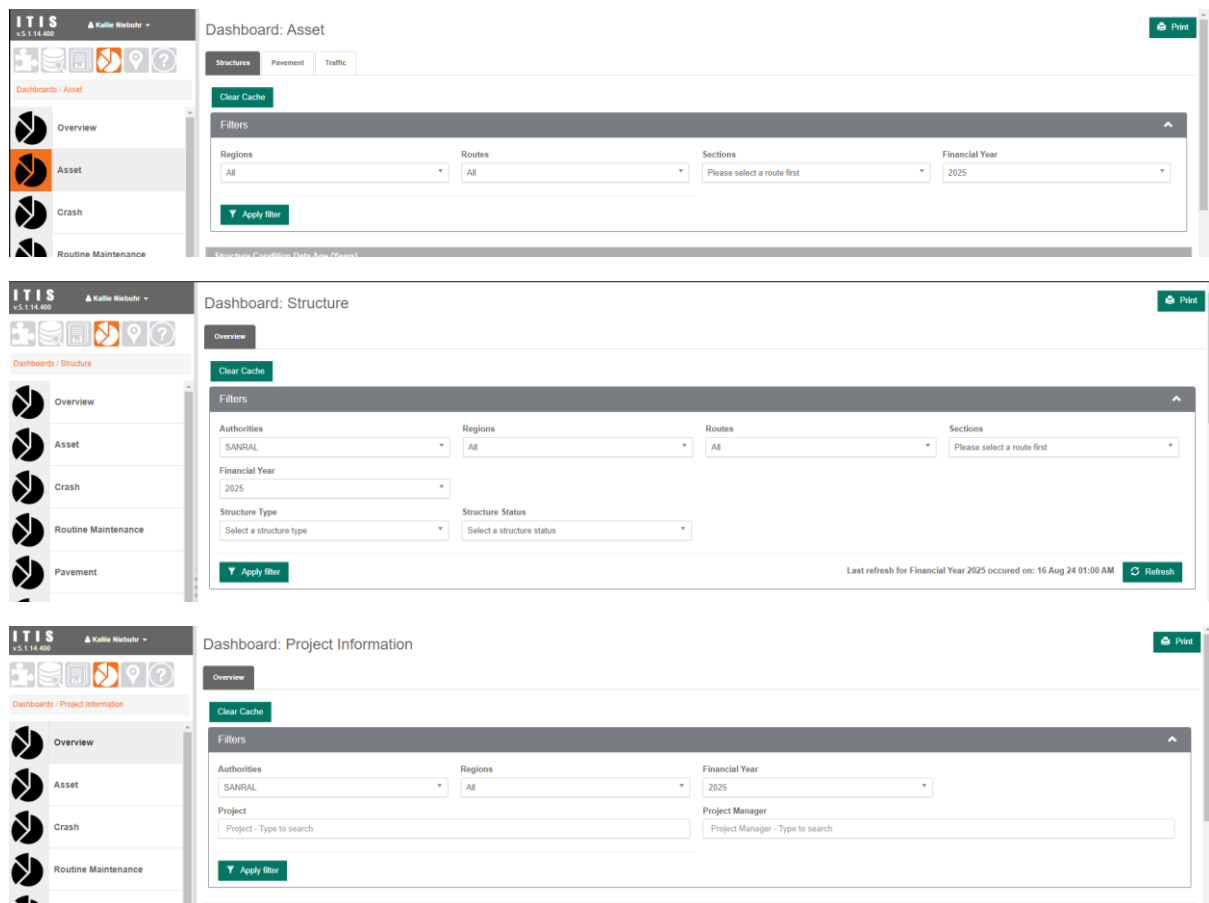 ITIS
v.5.1.14.400
Kallie Niebuhr
Dashboards / Asset
Overview
Asset
Crash
Routine Maintenance
Dashboard: Asset
Print
Structures Pavement Traffic
Clear Cache
Filters
Regions Routes Sections Financial Year
All All Please select a route first 2025
Apply filter
Structure Condition Data Age (Years)
ITIS
v.5.1.14.400
Kallie Niebuhr
Dashboards / Structure
Overview
Asset
Crash
Routine Maintenance
Pavement
Dashboard: Structure
Print
Overview
Clear Cache
Filters
Authorities Regions Routes Sections
SANRAL All All Please select a route first
Financial Year
2025
Structure Type Structure Status
Select a structure type Select a structure status
Apply filter Last refresh for Financial Year 2025 occured on: 16 Aug 24 01:00 AM Refresh
ITIS
v.5.1.14.400
Kallie Niebuhr
Dashboards / Project Information
Overview
Asset
Crash
Routine Maintenance
Dashboard: Project Information
Print
Overview
Clear Cache
Filters
Authorities Regions Financial Year
SANRAL All 2025
Project Project Manager
Project - Type to search Project Manager - Type to search
Apply filter